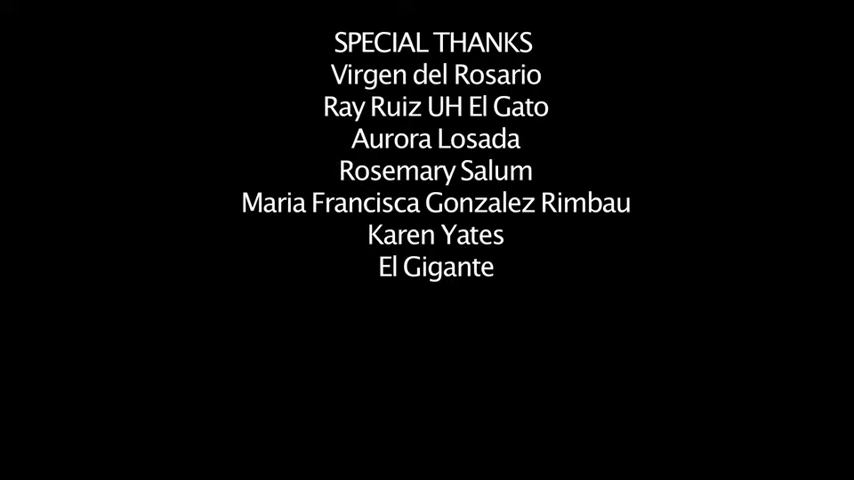 SPECIAL THANKS
Virgen del Rosario
Ray Ruiz UH El Gato
Aurora Losada
Rosemary Salum
Maria Francisca Gonzalez Rimbau
Karen Yates
El Gigante